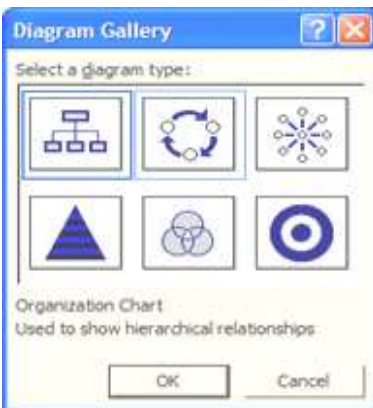 Diagram Gallery
Select a diagram type:
Organization Chart
Used to show hierarchical relationships
OK Cancel